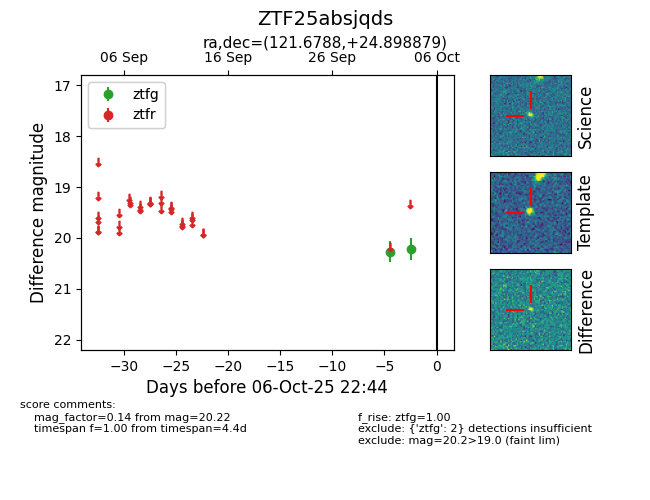 ZTF25absjqds
ra,dec=(121.6788,+24.898879)
06 Sep 16 Sep 26 Sep 06 Oct
ztfg
ztfr
17
18
19
20
21
22
Difference magnitude
−30 −25 −20 −15 −10 −5 0
Days before 06-Oct-25 22:44
Science
Template
Difference
score comments:
mag_factor=0.14 from mag=20.22
timespan f=1.00 from timespan=4.4d
f_rise: ztfg=1.00
exclude: {'ztfg': 2} detections insufficient
exclude: mag=20.2>19.0 (faint lim)